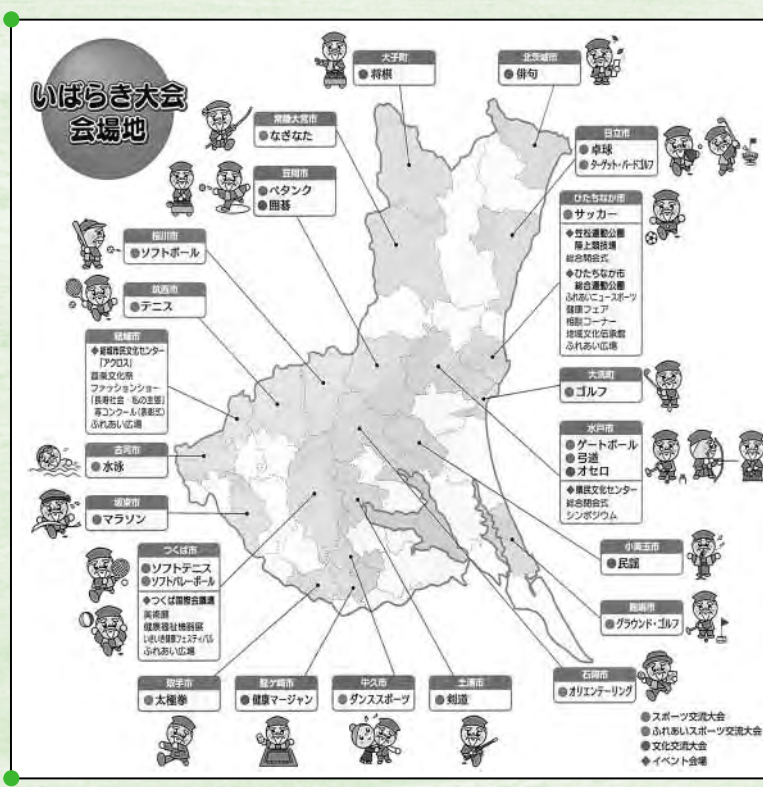 いばらき大会
会場地
大子町
●将棋
北茨城市
●俳句
常陸大宮市
●なぎなた
日立市
●卓球
●ターゲット・バードゴルフ
笠間市
●ペタンク
●囲碁
ひたちなか市
●サッカー
◆笠松運動公園
陸上競技場
総合開会式
◆ひたちなか市
総合運動公園
ふれあいニュースポーツ
健康フェア
相談コーナー
地域文化伝承館
ふれあい広場
桜川市
●ソフトボール
筑西市
●テニス
結城市
◆結城市民文化センター
「アクロス」
音楽文化祭
ファッションショー
「長寿社会・私の主張」
等コンクール(表彰式)
ふれあい広場
大洗町
●ゴルフ
古河市
●水泳
水戸市
●ゲートボール
●弓道
●オセロ
◆県民文化センター
総合閉会式
シンポジウム
坂東市
●マラソン
つくば市
●ソフトテニス
●ソフトバレーボール
◆つくば国際会議場
美術展
健康福祉機器展
いきいき健康フェスティバル
ふれあい広場
小美玉市
●民謡
鹿嶋市
●グラウンド・ゴルフ
石岡市
●オリエンテーリング
取手市
●太極拳
龍ケ崎市
●健康マージャン
牛久市
●ダンススポーツ
土浦市
●剣道
●スポーツ交流大会
●ふれあいスポーツ交流大会
●文化交流大会
◆イベント会場